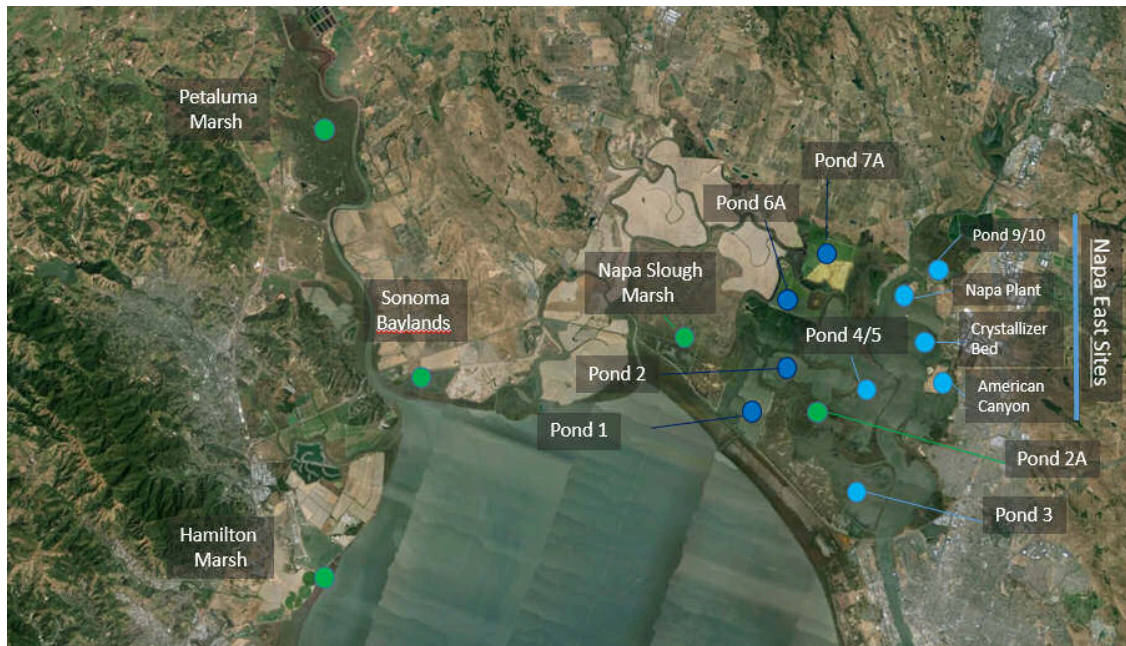 Petaluma
Marsh
Pond 7A
Pond 6A
Pond 9/10
Napa Slough
Marsh
Napa Plant
Sonoma
Baylands
Pond 4/5
Crystallizer
Bed
Napa East Sites
Pond 2
American
Canyon
Pond 1
Pond 2A
Pond 3
Hamilton
Marsh